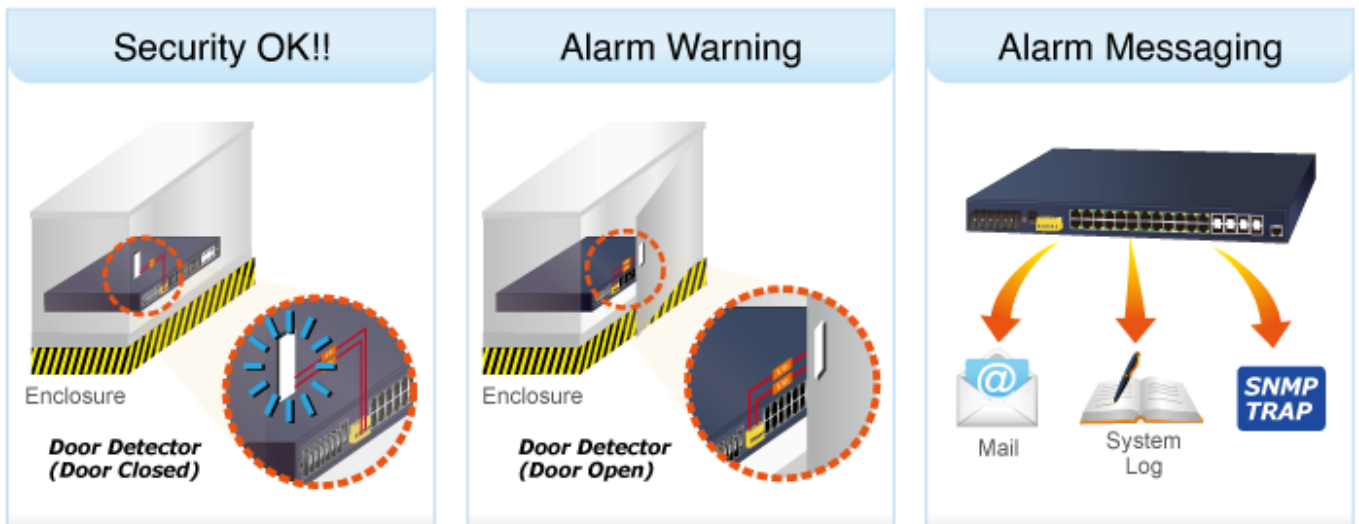 Security OK!!
Enclosure
Door Detector
(Door Closed)
Alarm Warning
Enclosure
Door Detector
(Door Open)
Alarm Messaging
@
Mail
System
Log
SNMP
TRAP